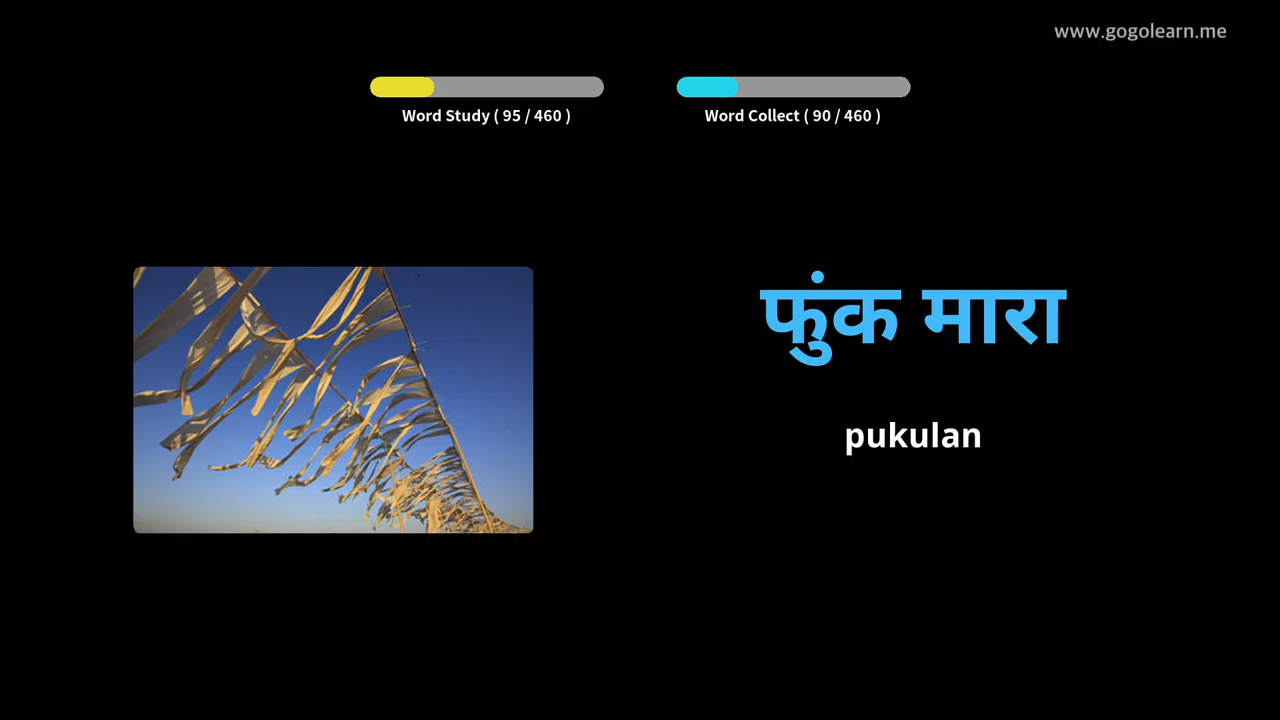 www.gogolearn.me
Word Study ( 95 / 460 )
Word Collect ( 90 / 460 )
फुंक मारा
pukulan